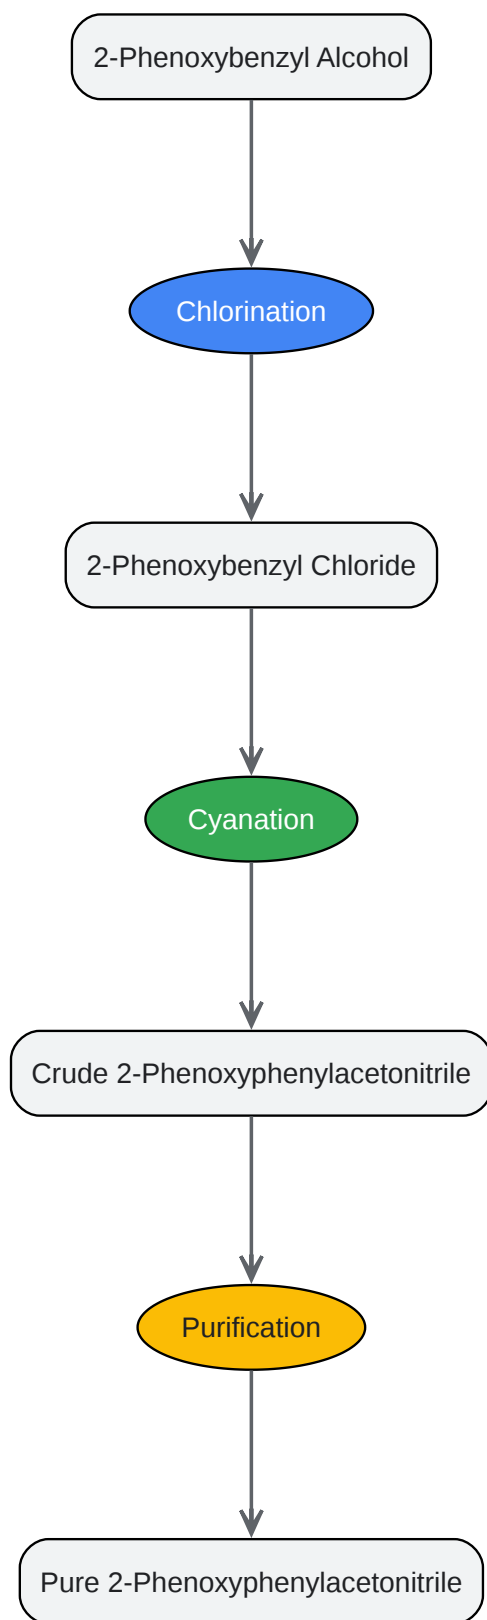 2-Phenoxybenzyl Alcohol
Chlorination
2-Phenoxybenzyl Chloride
Cyanation
Crude 2-Phenoxyphenylacetonitrile
Purification
Pure 2-Phenoxyphenylacetonitrile